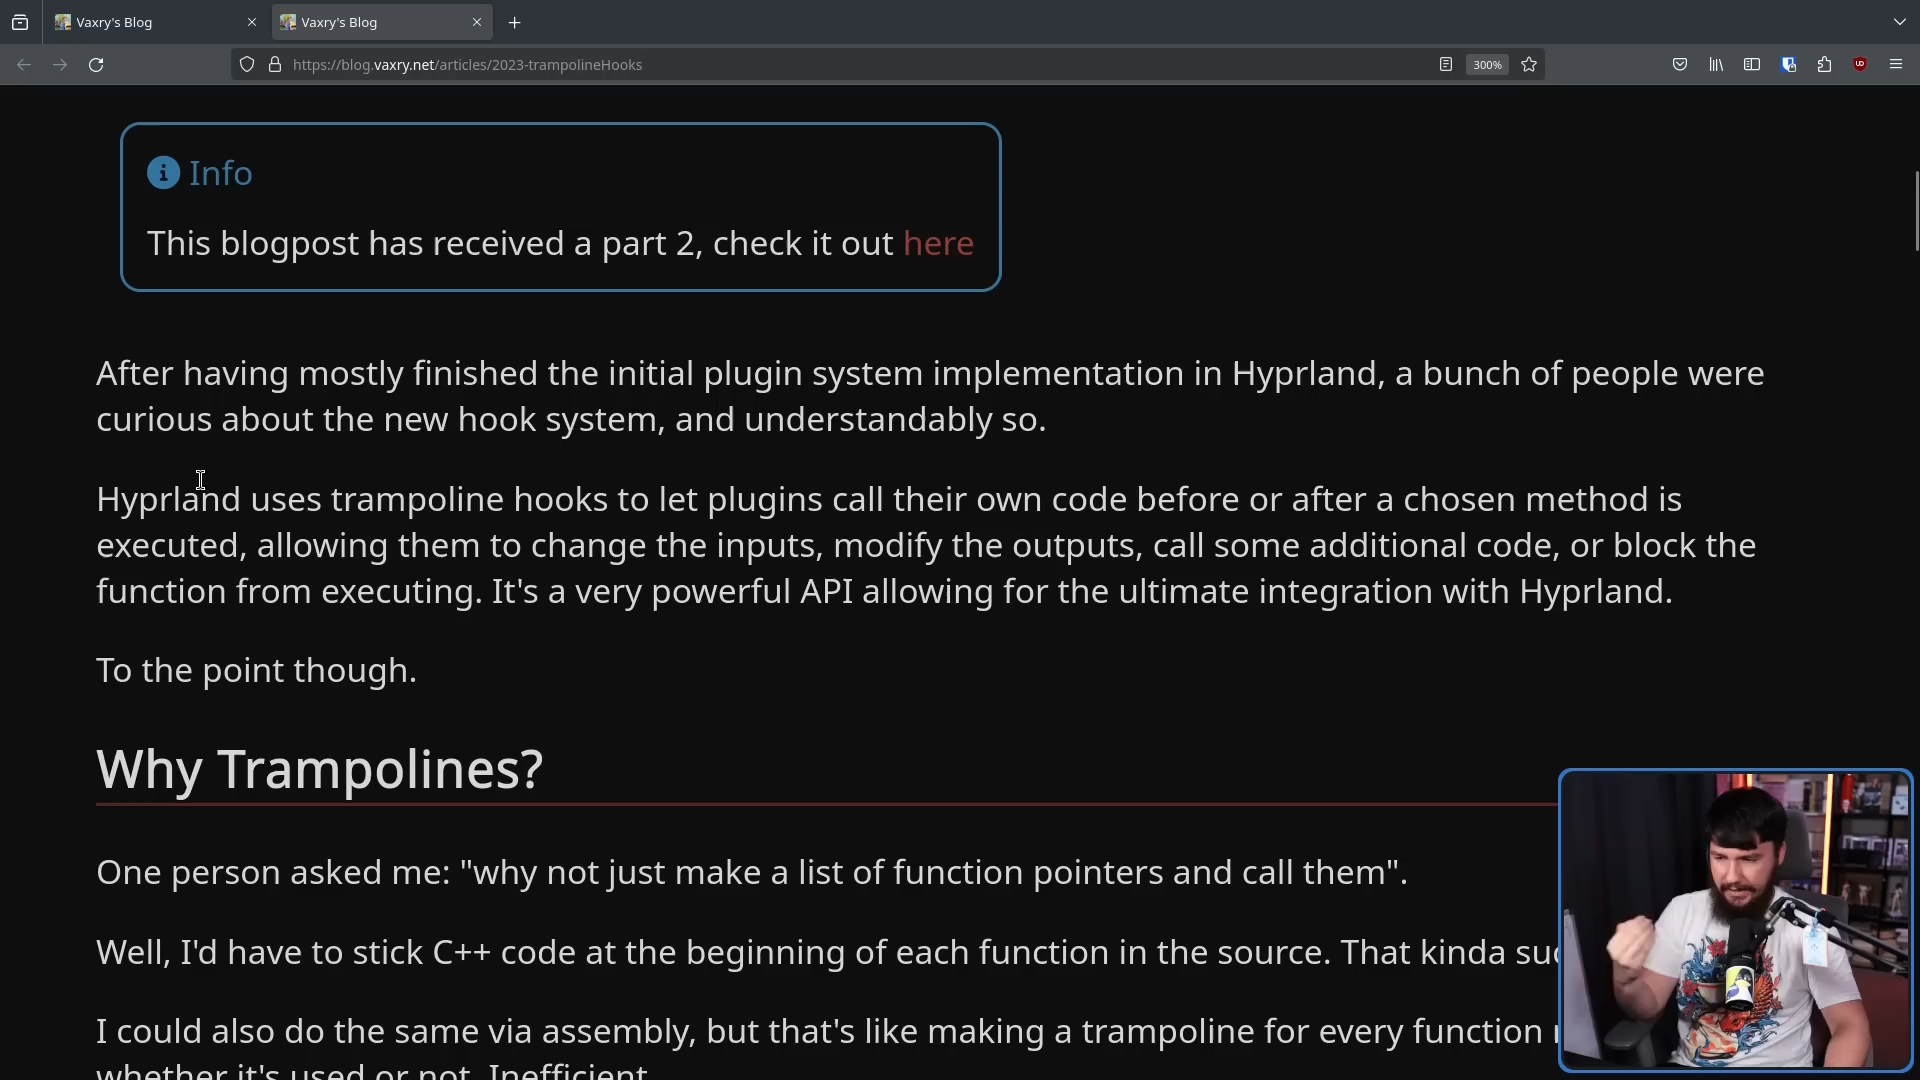 Vaxry's Blog
Vaxry's Blog
https://blog.vaxry.net/articles/2023-trampolineHooks
300%
Info
This blogpost has received a part 2, check it out here
After having mostly finished the initial plugin system implementation in Hyprland, a bunch of people were
curious about the new hook system, and understandably so.
Hyprland uses trampoline hooks to let plugins call their own code before or after a chosen method is
executed, allowing them to change the inputs, modify the outputs, call some additional code, or block the
function from executing. It's a very powerful API allowing for the ultimate integration with Hyprland.
To the point though.
Why Trampolines?
One person asked me: "why not just make a list of function pointers and call them".
Well, I'd have to stick C++ code at the beginning of each function in the source. That kinda
I could also do the same via assembly, but that's like making a trampoline for every function
whether it's used or not. Inefficient.